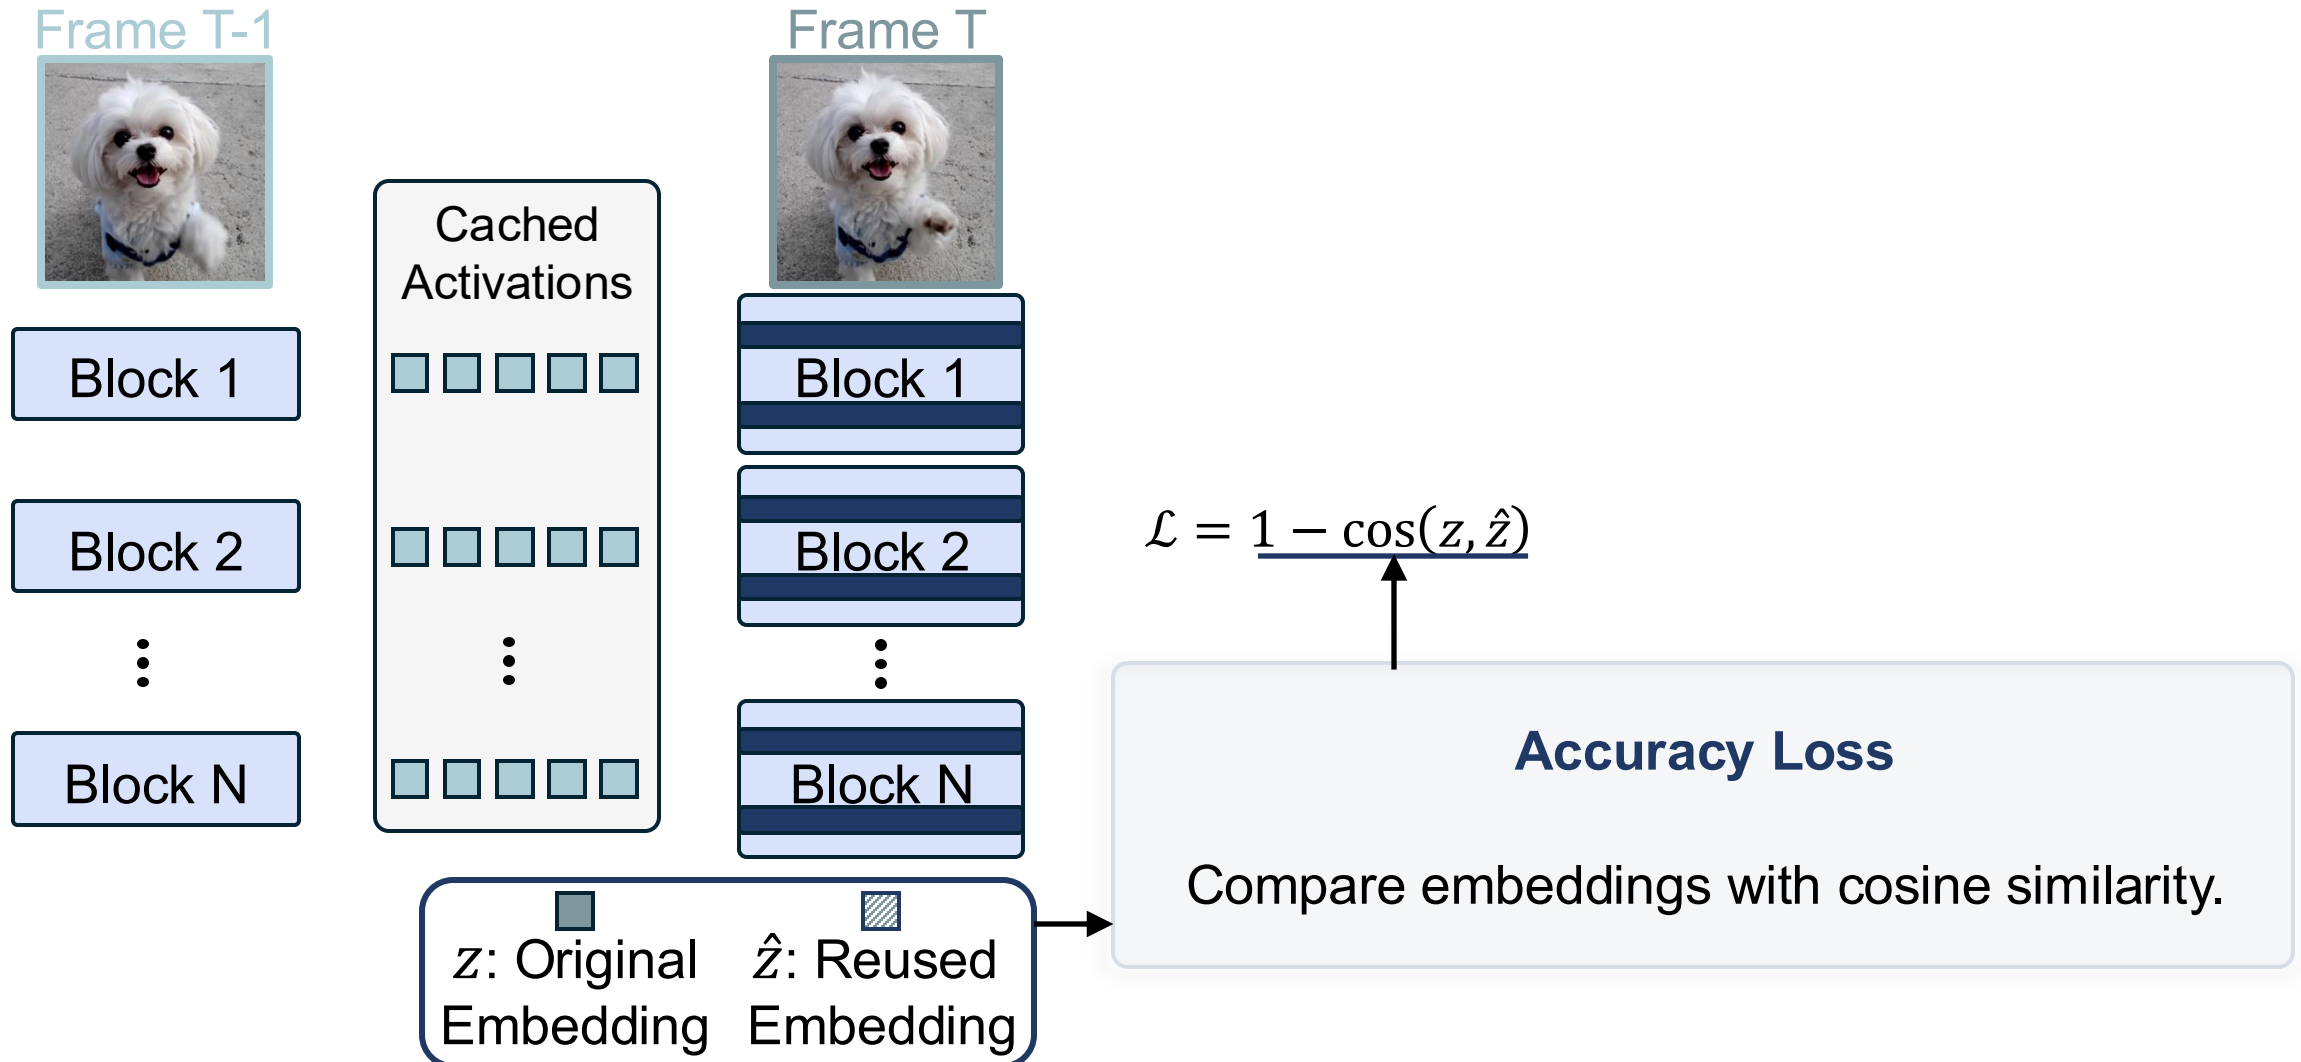 Frame T-1
Frame T
Cached
Activations
Block 1
Block 1
Block 2
Block 2
Block N
Block N
ℒ = 1 − cos(z, ẑ)
Accuracy Loss
Compare embeddings with cosine similarity.
z: Original
Embedding
ẑ: Reused
Embedding